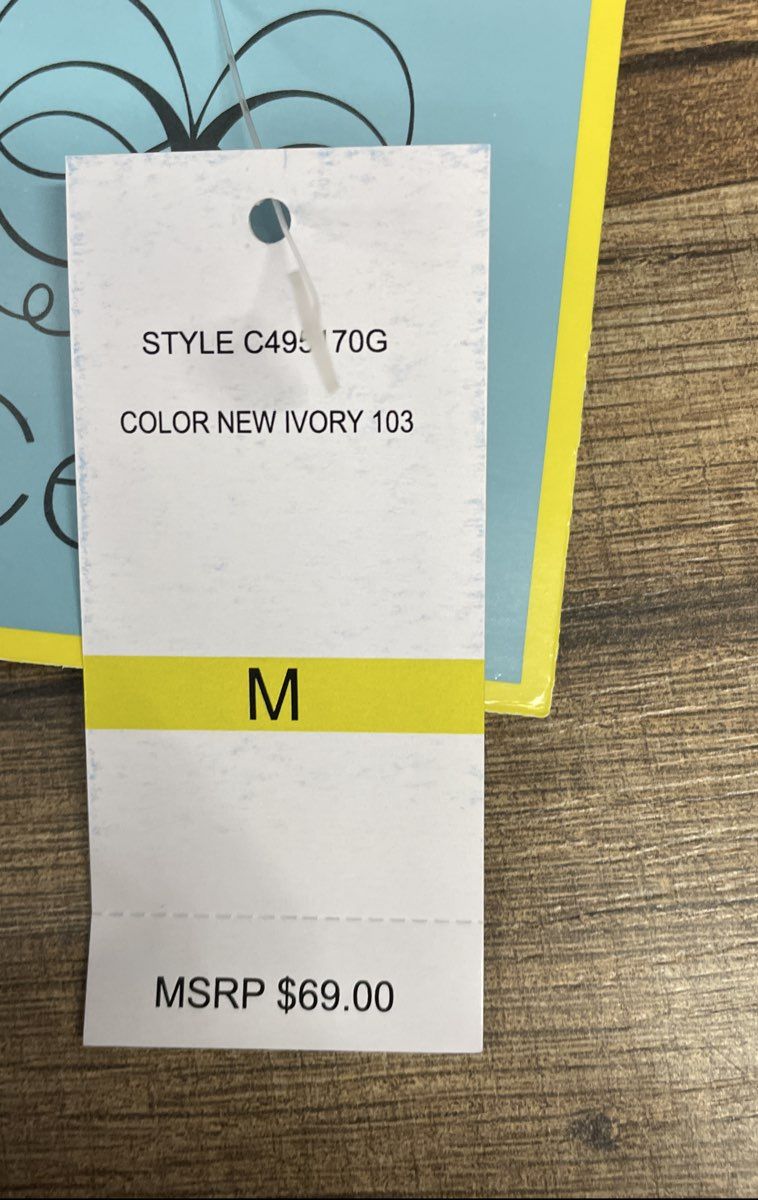 STYLE
COLOR NEW IVORY 103
M
MSRP $69.00